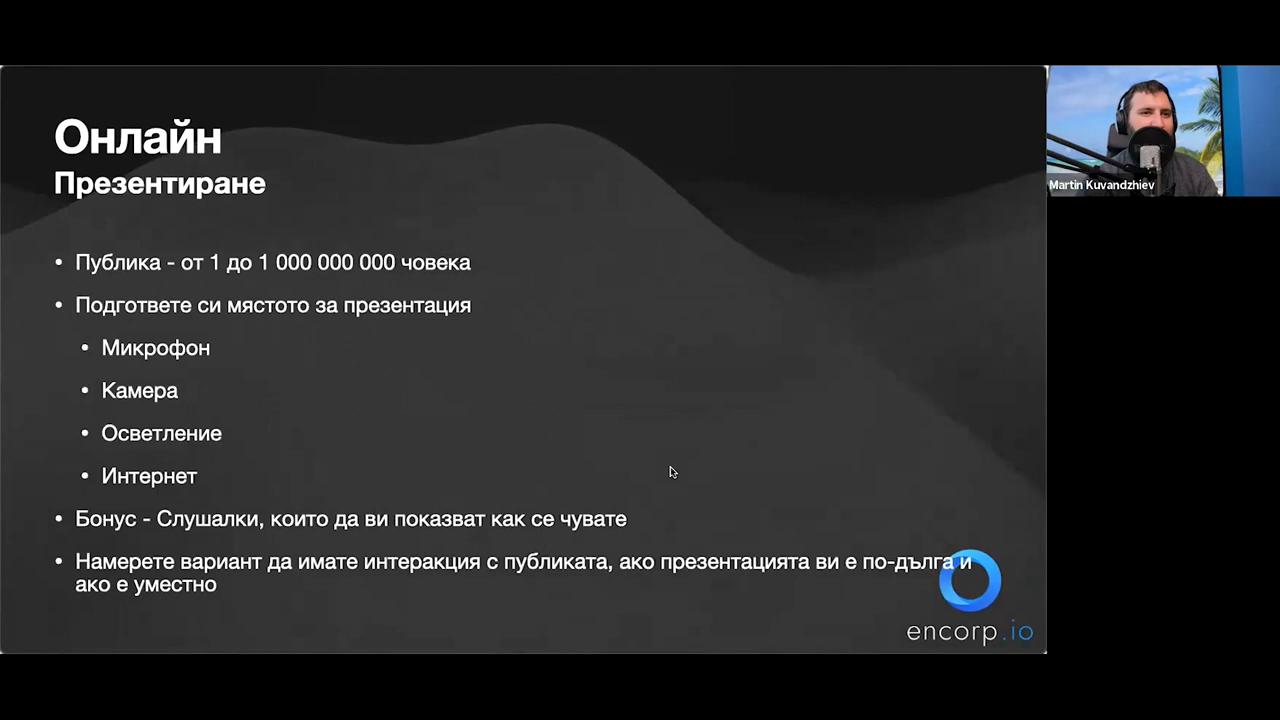 Онлайн
Презентиране
• Публика - от 1 до 1 000 000 000 човека
• Подгответе си мястото за презентация
• Микрофон
• Камера
• Осветление
• Интернет
• Бонус - Слушалки, които да ви показват как се чувате
• Намерете вариант да имате интеракция с публиката, ако презентацията ви е по-дълга и
ако е уместно
encorp.io
Martin Kuvandzhiev